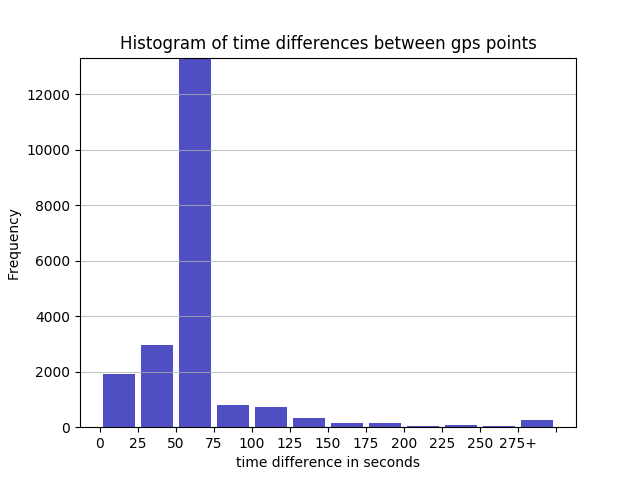 Histogram of time differences between gps points
12000
10000
8000
6000
4000
2000
0
Frequency
0 25 50 75 100 125 150 175 200 225 250 275+
time difference in seconds